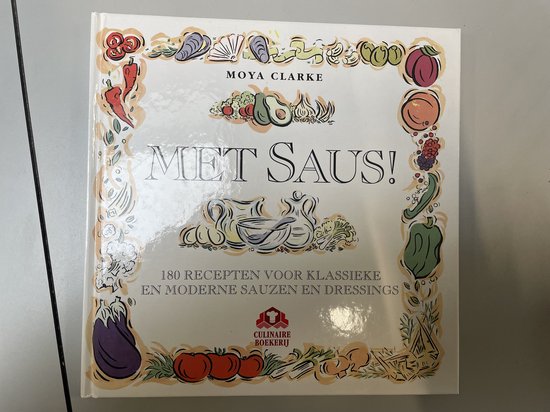 MOYA CLARKE
MET SAUS!
180 RECEPTEN VOOR KLASSIEKE
EN MODERNE SAUZEN EN DRESSINGS
CULINAIRE
BOEKERIJ